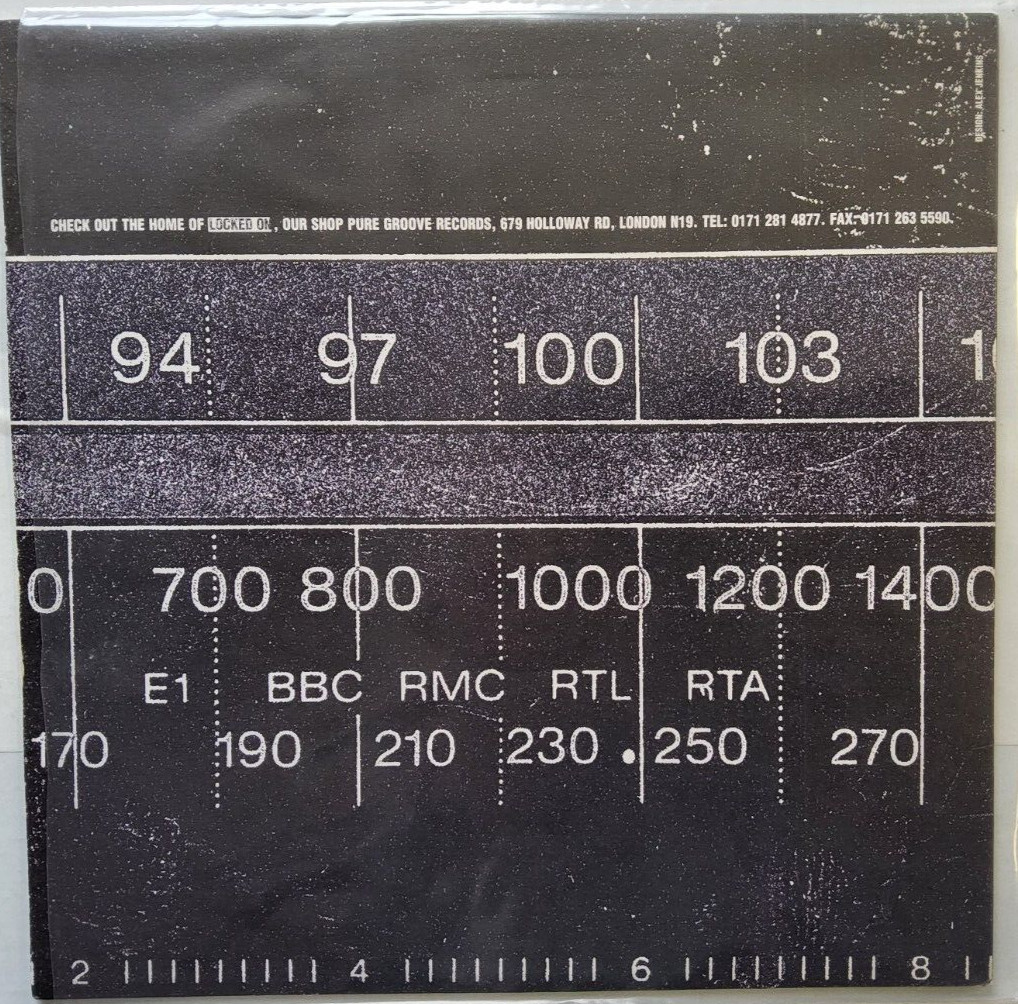 DESIGN: ALEX JENKINS
CHECK OUT THE HOME OF LOCKED ON, OUR SHOP PURE GROOVE RECORDS, 679 HOLLOWAY RD, LONDON N19. TEL: 0171 281 4877. FAX: 0171 263 5590.
94 97 100 103 10
0 700 800 1000 1200 1400
E1 BBC RMC RTL RTA
170 190 210 230 . 250 270
2 4 6 8